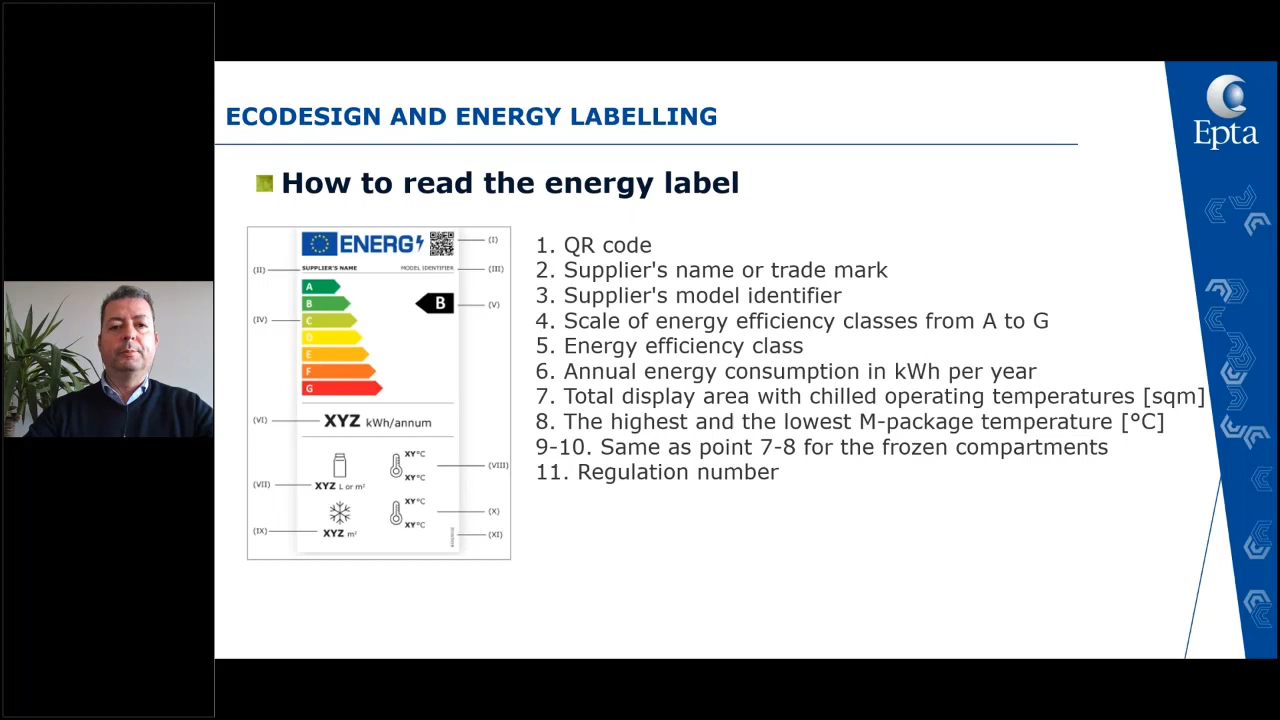 ECODESIGN AND ENERGY LABELLING
Epta
How to read the energy label
ENERG
(I)
(II)
SUPPLIER'S NAME
MODEL IDENTIFIER
(III)
A
B
B
(V)
(IV)
C
D
E
F
G
(VI)
XYZ kWh/annum
XY°C
(VIII)
XY°C
(VII)
XYZ L or m²
XY°C
(X)
XY°C
(IX)
XYZ m²
(XI)
1. QR code
2. Supplier's name or trade mark
3. Supplier's model identifier
4. Scale of energy efficiency classes from A to G
5. Energy efficiency class
6. Annual energy consumption in kWh per year
7. Total display area with chilled operating temperatures [sqm]
8. The highest and the lowest M-package temperature [°C]
9-10. Same as point 7-8 for the frozen compartments
11. Regulation number